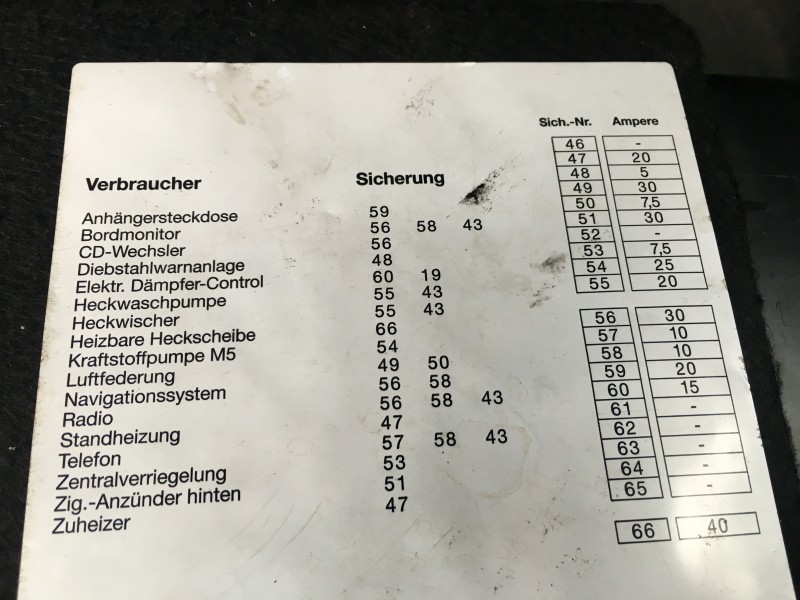 Verbraucher Sicherung
Anhängersteckdose 59
Bordmonitor 56 58 43
CD-Wechsler 56
Diebstahlwarnanlage 48
Elektr. Dämpfer-Control 60 19
Heckwaschpumpe 55 43
Heckwischer 55 43
Heizbare Heckscheibe 66
Kraftstoffpumpe M5 54
Luftfederung 49 50
Navigationssystem 56 58
Radio 56 58 43
Standheizung 47
Telefon 57 58 43
Zentralverriegelung 53
Zig.-Anzünder hinten 51
Zuheizer 47
Sich.-Nr. Ampere
46 -
47 20
48 5
49 30
50 7,5
51 30
52 -
53 7,5
54 25
55 20
56 30
57 10
58 10
59 20
60 15
61 -
62 -
63 -
64 -
65 -
66 40